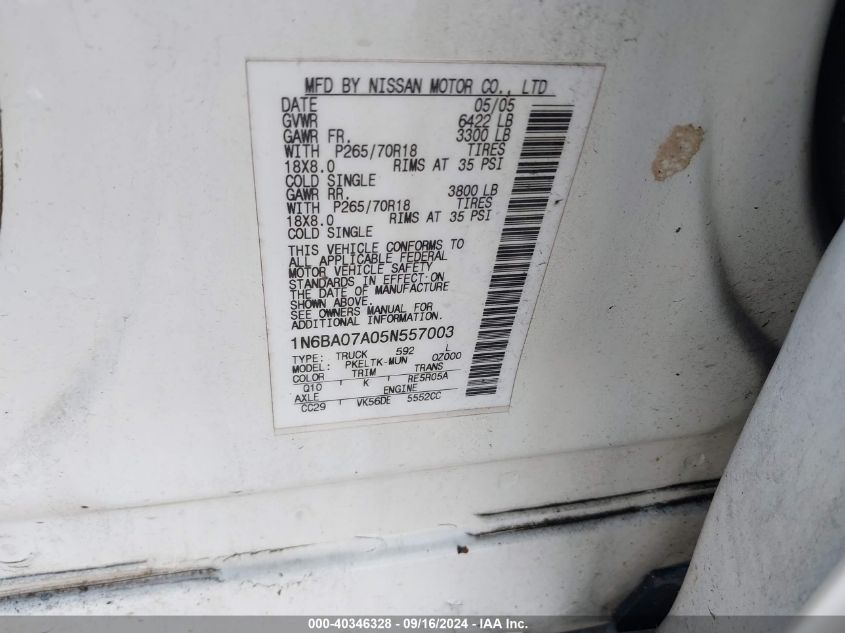 MFD BY NISSAN MOTOR CO., LTD
DATE 05/05
GVWR 6422 LB
GAWR FR. 3300 LB
WITH P265/70R18 TIRES
18X8.0 RIMS AT 35 PSI
COLD SINGLE
GAWR RR. 3800 LB
WITH P265/70R18 TIRES
18X8.0 RIMS AT 35 PSI
COLD SINGLE
THIS VEHICLE CONFORMS TO
ALL APPLICABLE FEDERAL
MOTOR VEHICLE SAFETY
STANDARDS IN EFFECT ON
THE DATE OF MANUFACTURE
SHOWN ABOVE.
SEE OWNERS MANUAL FOR
ADDITIONAL INFORMATION.
1N6BA07A05N557003
TYPE: TRUCK 592 L
MODEL: PKELTK-MUN 0Z000
COLOR TRIM TRANS
Q10 K RE5R05A
AXLE ENGINE
CC29 VK56DE 5552CC
000-40346328 - 09/16/2024 - IAA Inc.